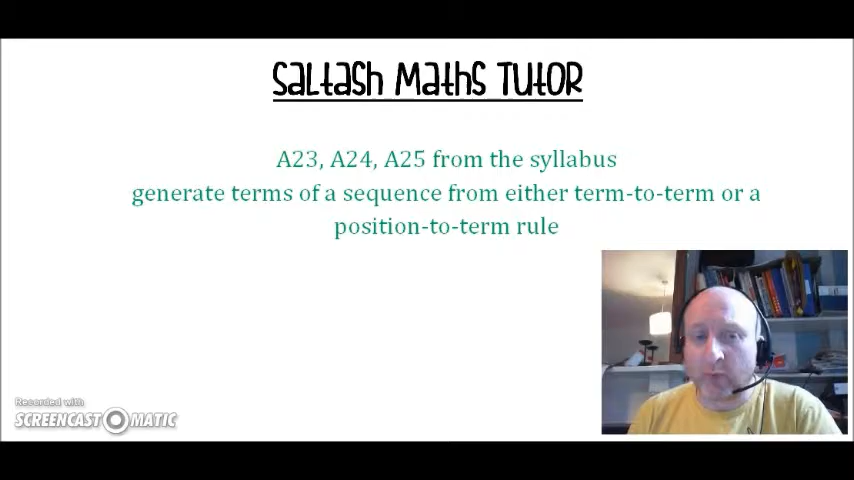 Saltash Maths Tutor
A23, A24, A25 from the syllabus
generate terms of a sequence from either term-to-term or a
position-to-term rule
Recorded with
SCREENCAST-O-MATIC